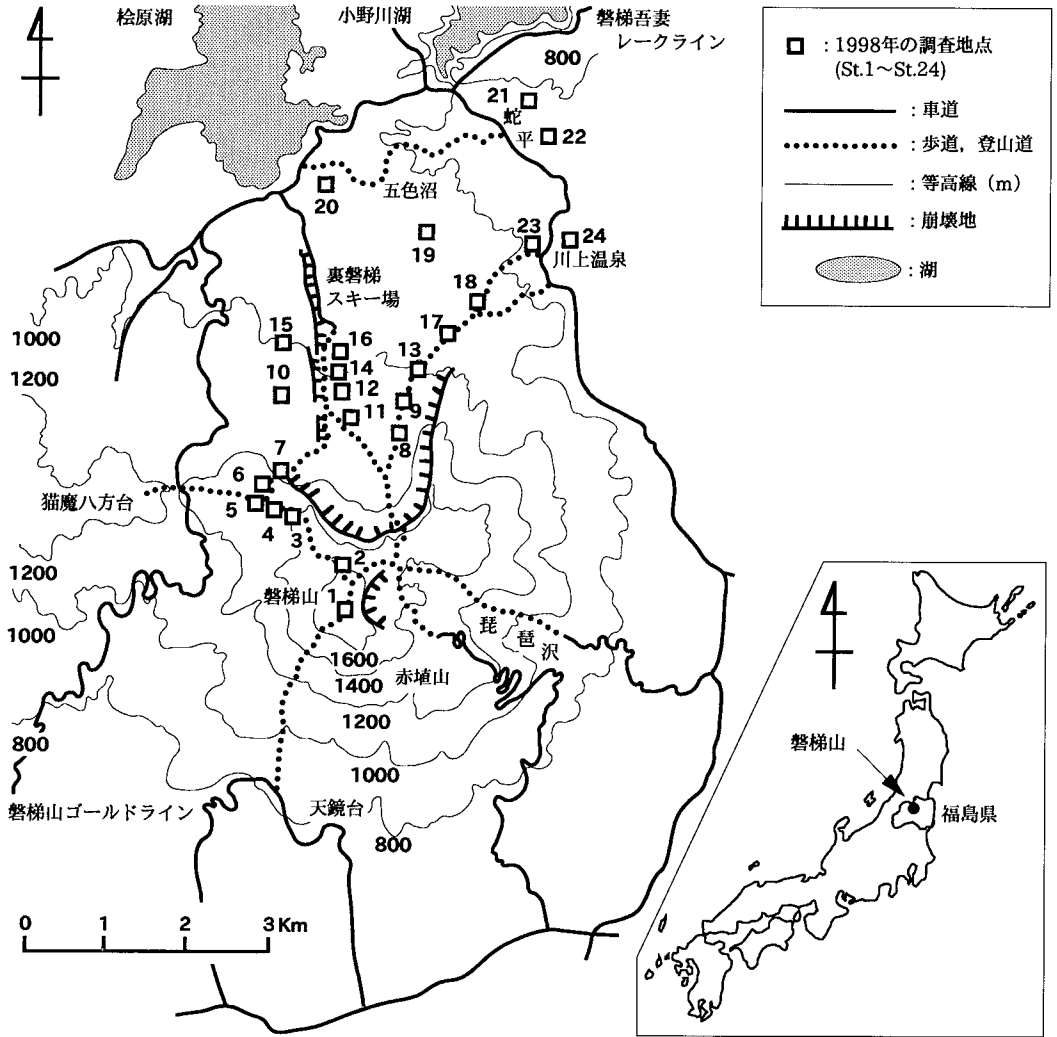 桧原湖
小野川湖
磐梯吾妻
レークライン
800
21
蛇
平
22
五色沼
20
19
23
24
川上温泉
18
裏磐梯
スキー場
17
1000
15
16
13
1200
14
10
12
9
11
8
7
6
猫魔八方台
5
4
3
2
1200
磐梯山
1
琵
琶
沢
1000
1600
1400
赤埴山
1200
800
1000
磐梯山ゴールドライン
天鏡台
800
0 1 2 3 Km
: 1998年の調査地点
(St.1～St.24)
: 車道
: 歩道, 登山道
: 等高線 (m)
: 崩壊地
: 湖
磐梯山
福島県